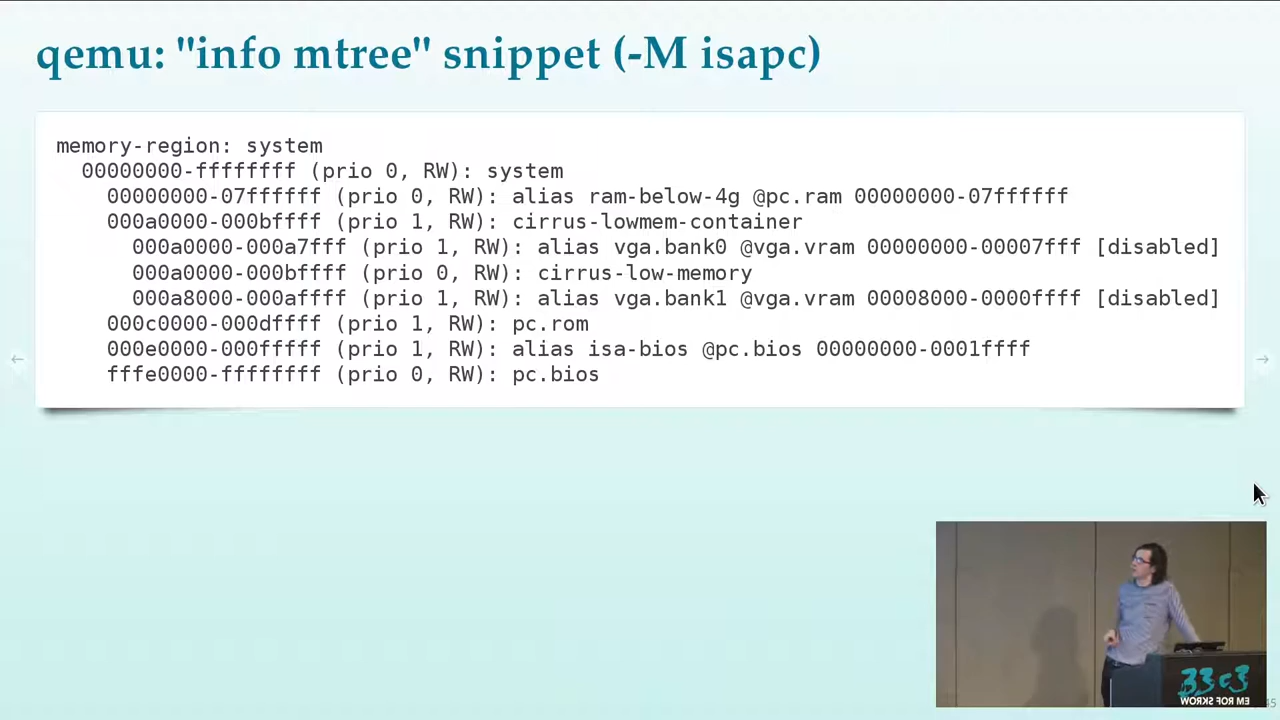 qemu: "info mtree" snippet (-M isapc)
memory-region: system
00000000-ffffffff (prio 0, RW): system
00000000-07ffffff (prio 0, RW): alias ram-below-4g @pc.ram 00000000-07ffffff
000a0000-000bffff (prio 1, RW): cirrus-lowmem-container
000a0000-000a7fff (prio 1, RW): alias vga.bank0 @vga.vram 00000000-00007fff [disabled]
000a0000-000bffff (prio 0, RW): cirrus-low-memory
000a8000-000affff (prio 1, RW): alias vga.bank1 @vga.vram 00008000-0000ffff [disabled]
000c0000-000dffff (prio 1, RW): pc.rom
000e0000-000fffff (prio 1, RW): alias isa-bios @pc.bios 00000000-0001ffff
fffe0000-ffffffff (prio 0, RW): pc.bios
← →
33c3
WORKS FOR ME